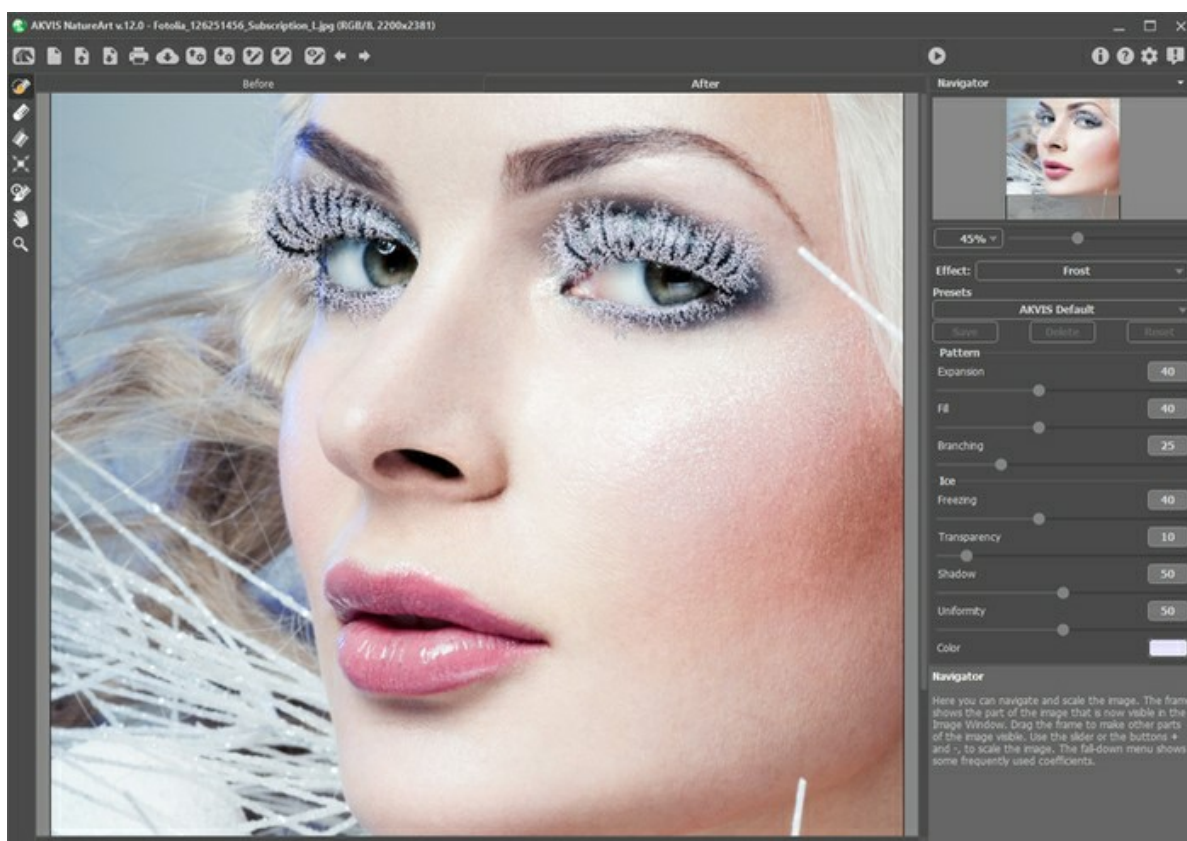 AKVIS NatureArt v.12.0 - Fotolia_126251456_Subscription_L.jpg (RGB/8, 2200x2381)
Before
After
Navigator
45%
Effect:
Frost
Presets
AKVIS Default
Save
Delete
Reset
Pattern
Expansion
40
Fill
40
Branching
25
Ice
Freezing
40
Transparency
10
Shadow
50
Uniformity
50
Color
Navigator
Here you can navigate and scale the image. The frame
shows the part of the image that is now visible in the
Image Window. Drag the frame to make other parts
of the image visible. Use the slider or the buttons +
and -, to scale the image. The fall-down menu shows
some frequently used coefficients.